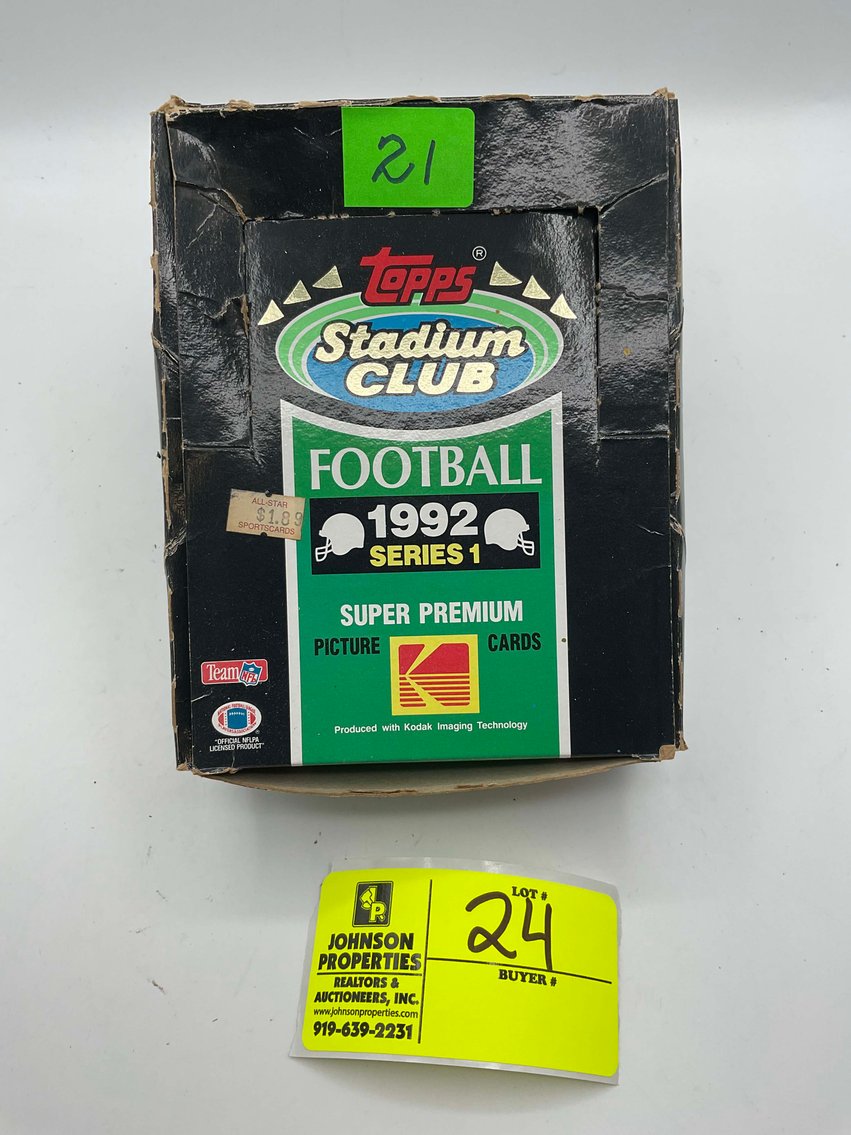 21
Topps ®
Stadium
CLUB
FOOTBALL
1992
SERIES 1
ALL-STAR
$1.89
SPORTSCARDS
SUPER PREMIUM
PICTURE CARDS
Produced with Kodak Imaging Technology
Team NFL
"OFFICIAL NFLPA
LICENSED PRODUCT"
JP
JOHNSON
PROPERTIES
REALTORS &
AUCTIONEERS, INC.
www.johnsonproperties.com
919-639-2231
LOT #
24
BUYER #